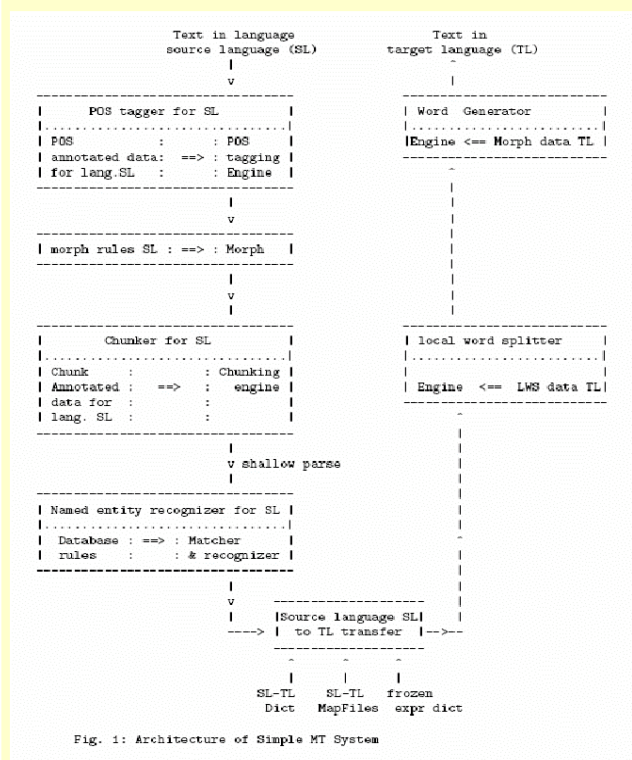 Text in language
source language (SL)
POS tagger for SL
POS : : POS
annotated data: ==> : tagging
for lang.SL : : Engine
morph rules SL : ==> : Morph
Chunker for SL
Chunk : : Chunking
Annotated : ==> : engine
data for : :
lang. SL : :
v shallow parse
Named entity recognizer for SL
Database : ==> : Matcher
rules : : & recognizer
Source language SL
to TL transfer
SL-TL SL-TL frozen
Dict MapFiles expr dict
Text in
target language (TL)
Word Generator
Engine <== Morph data TL
local word splitter
Engine <== LWS data TL
Fig. 1: Architecture of Simple MT System